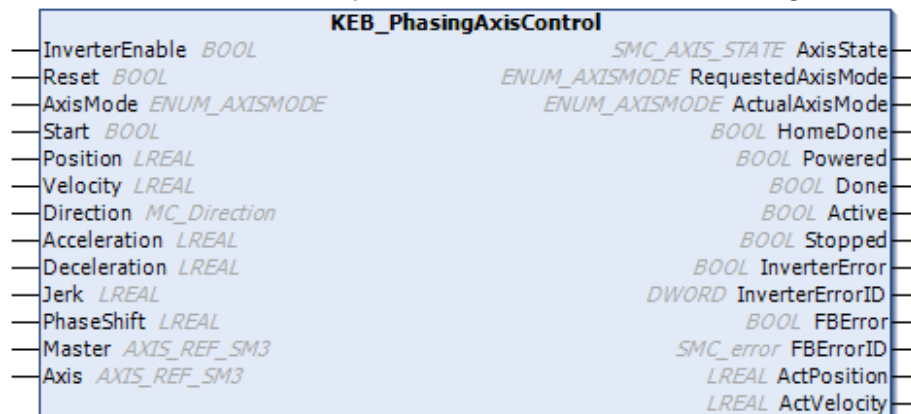 KEB_PhasingAxisControl
InverterEnable BOOL SMC_AXIS_STATE AxisState
Reset BOOL ENUM_AXISMODE RequestedAxisMode
AxisMode ENUM_AXISMODE ENUM_AXISMODE ActualAxisMode
Start BOOL BOOL HomeDone
Position LREAL BOOL Powered
Velocity LREAL BOOL Done
Direction MC_Direction BOOL Active
Acceleration LREAL BOOL Stopped
Deceleration LREAL BOOL InverterError
Jerk LREAL DWORD InverterErrorID
PhaseShift LREAL BOOL FBError
Master AXIS_REF_SM3 SMC_error FBErrorID
Axis AXIS_REF_SM3 LREAL ActPosition
LREAL ActVelocity